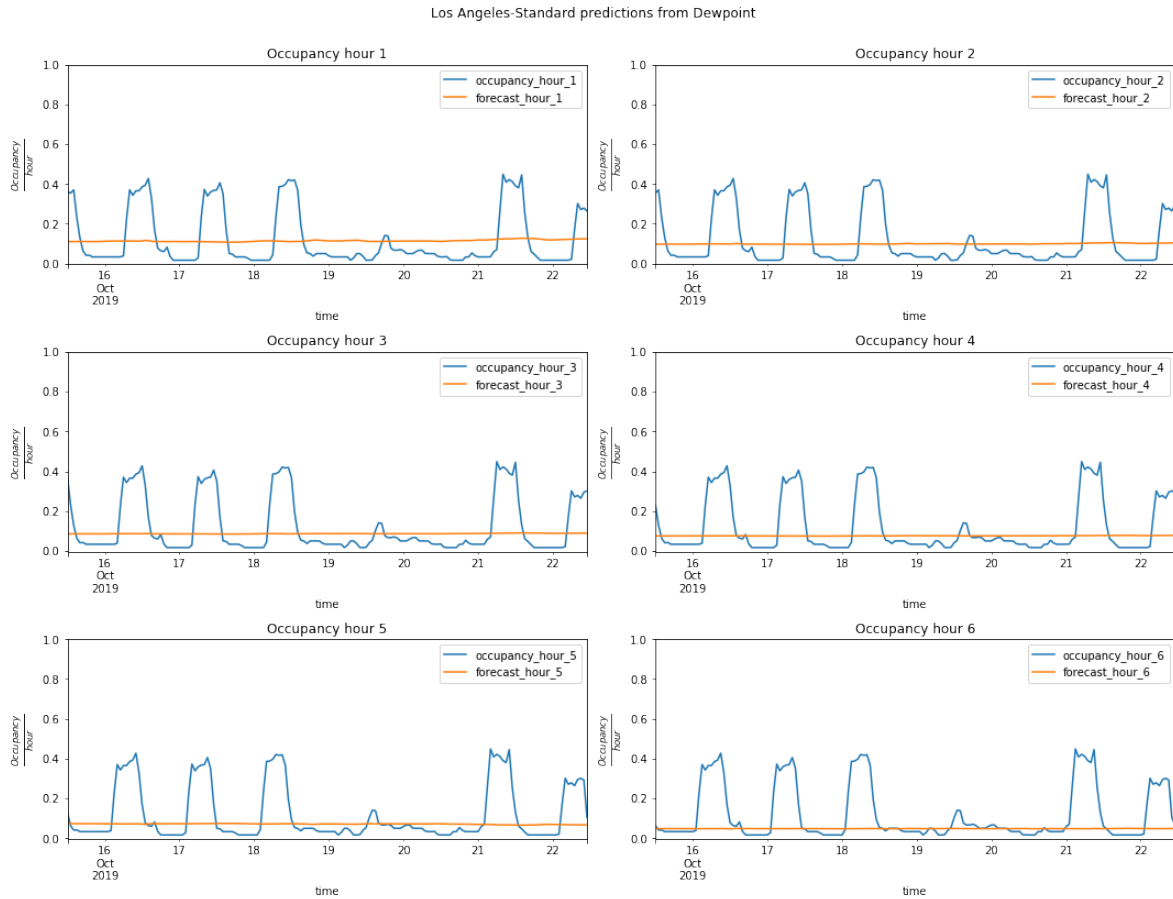 Los Angeles-Standard predictions from Dewpoint
Occupancy hour 1
1.0
0.8
0.6
0.4
0.2
0.0
Occupancy
hour
occupancy_hour_1
forecast_hour_1
16
17
18
19
20
21
22
Oct
2019
time
Occupancy hour 2
1.0
0.8
0.6
0.4
0.2
0.0
Occupancy
hour
occupancy_hour_2
forecast_hour_2
16
17
18
19
20
21
22
Oct
2019
time
Occupancy hour 3
1.0
0.8
0.6
0.4
0.2
0.0
Occupancy
hour
occupancy_hour_3
forecast_hour_3
16
17
18
19
20
21
22
Oct
2019
time
Occupancy hour 4
1.0
0.8
0.6
0.4
0.2
0.0
Occupancy
hour
occupancy_hour_4
forecast_hour_4
16
17
18
19
20
21
22
Oct
2019
time
Occupancy hour 5
1.0
0.8
0.6
0.4
0.2
0.0
Occupancy
hour
occupancy_hour_5
forecast_hour_5
16
17
18
19
20
21
22
Oct
2019
time
Occupancy hour 6
1.0
0.8
0.6
0.4
0.2
0.0
Occupancy
hour
occupancy_hour_6
forecast_hour_6
16
17
18
19
20
21
22
Oct
2019
time